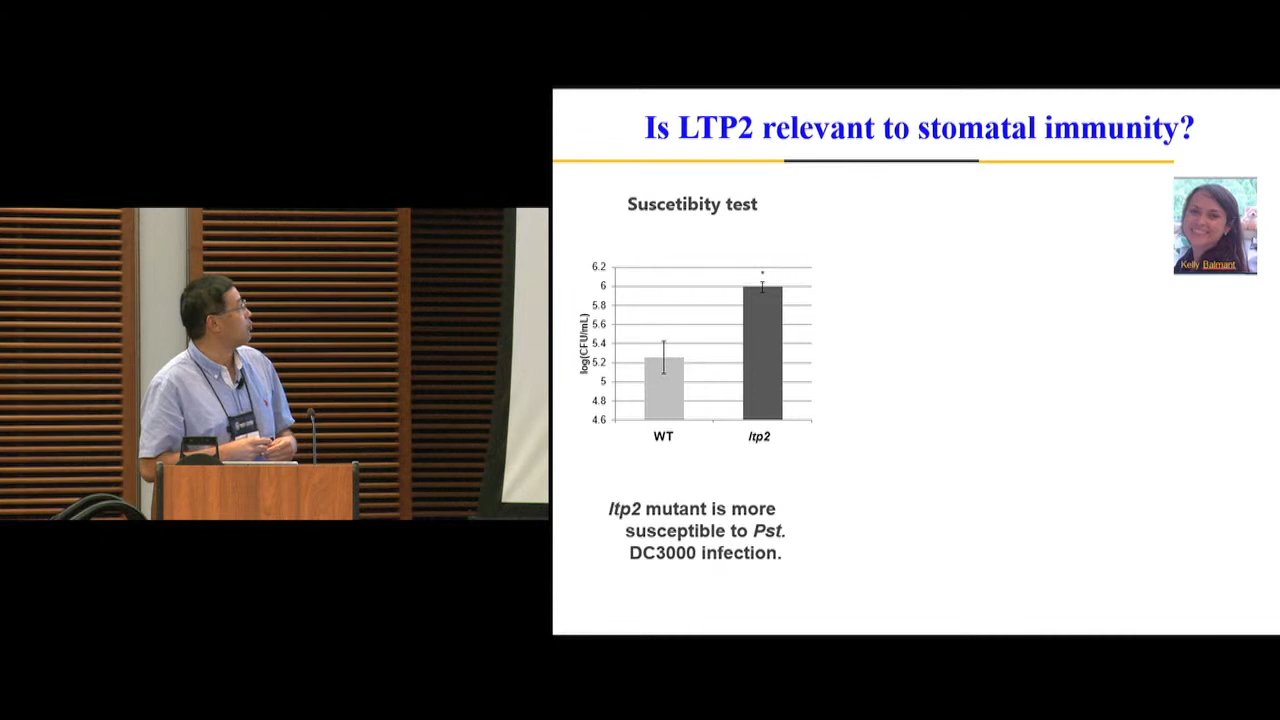 Is LTP2 relevant to stomatal immunity?
Suscetibity test
Kelly Balmant
6.2
6
5.8
5.6
5.4
5.2
5
4.8
4.6
log(CFU/mL)
*
WT
ltp2
ltp2 mutant is more
susceptible to Pst.
DC3000 infection.